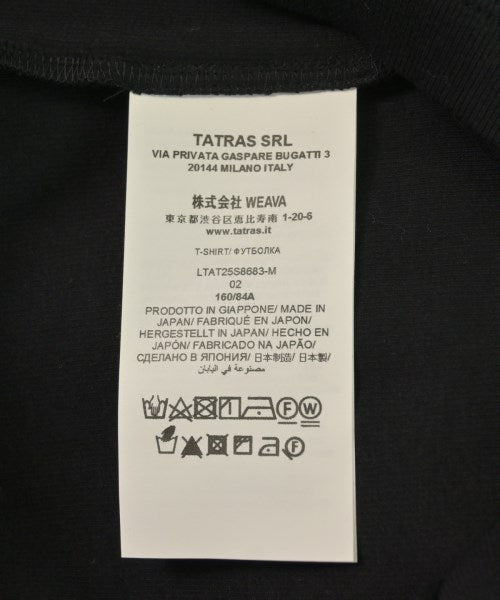 TATRAS SRL
VIA PRIVATA GASPARE BUGATTI 3
20144 MILANO ITALY
株式会社 WEAVA
東京都渋谷区恵比寿南 1-20-6
www.tatras.it
T-SHIRT/ ФУТБОЛКА
LTAT25S8683-M
02
160/84A
PRODOTTO IN GIAPPONE/ MADE IN
JAPAN/ FABRIQUÉ EN JAPON/
HERGESTELLT IN JAPAN/ HECHO EN
JAPÓN/ FABRICADO NA JAPÃO/
СДЕЛАНО В ЯПОНИЯ/ 日本制造/ 日本製/
مصنوعة في اليابان
F W
F